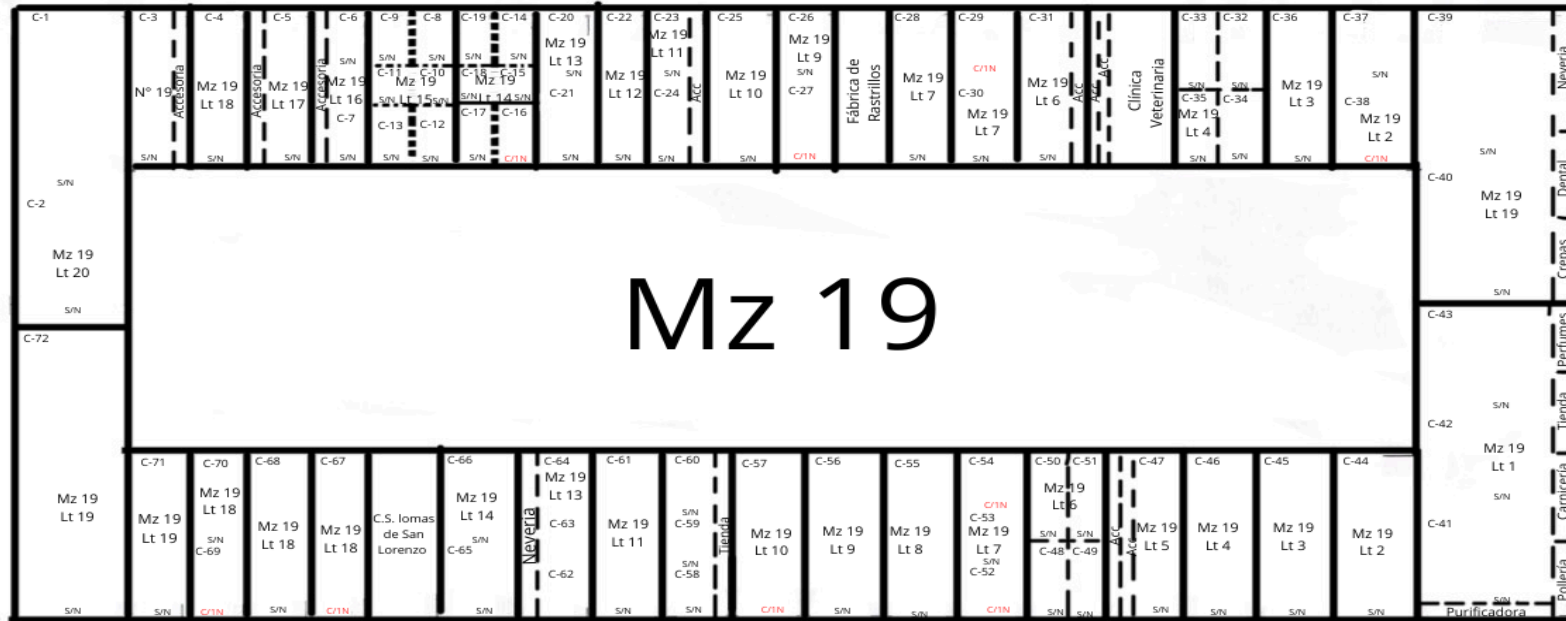 C-1
S/N
C-2
Mz 19
Lt 20
S/N
C-3
N° 19
S/N
Accesoria
C-4
Mz 19
Lt 18
S/N
C-5
Accesoria
Mz 19
Lt 17
S/N
C-6
S/N
Accesoria
Mz 19
Lt 16
C-7
S/N
C-9
C-8
S/N
S/N
C-11
C-10
Mz 19
Lt 15
S/N
S/N
C-13
C-12
S/N
S/N
C-19
C-14
S/N
S/N
C-18
C-15
Mz 19
Lt 14
S/N
S/N
C-17
C-16
S/N
C/1N
C-20
Mz 19
Lt 13
S/N
C-21
S/N
C-22
Mz 19
Lt 12
S/N
C-23
Mz 19
Lt 11
S/N
C-24
S/N
Acc
C-25
Mz 19
Lt 10
S/N
C-26
Mz 19
Lt 9
S/N
C-27
C/1N
Fábrica de
Rastrillos
C-28
Mz 19
Lt 7
S/N
C-29
C/1N
C-30
Mz 19
Lt 7
S/N
C-31
Mz 19
Lt 6
S/N
Acc
Acc
Acc
Clínica
Veterinaria
C-33
C-32
S/N
S/N
C-35
C-34
Mz 19
Lt 4
S/N
S/N
C-36
Mz 19
Lt 3
S/N
C-37
S/N
C-38
Mz 19
Lt 2
C/1N
C-39
S/N
C-40
Mz 19
Lt 19
S/N
Nevería
Dental
Crepas
Mz 19
C-43
S/N
C-42
Mz 19
Lt 1
S/N
C-41
S/N
Purificadora
Perfumes
Tienda
Carnicería
Pollería
C-72
Mz 19
Lt 19
S/N
C-71
Mz 19
Lt 19
S/N
C-70
Mz 19
Lt 18
S/N
C-69
C/1N
C-68
Mz 19
Lt 18
S/N
C-67
Mz 19
Lt 18
C/1N
C.S. lomas
de San
Lorenzo
C-66
Mz 19
Lt 14
S/N
C-65
S/N
Neveria
C-64
Mz 19
Lt 13
C-63
C-62
S/N
C-61
Mz 19
Lt 11
S/N
C-60
S/N
C-59
S/N
C-58
S/N
Tienda
C-57
Mz 19
Lt 10
C/1N
C-56
Mz 19
Lt 9
S/N
C-55
Mz 19
Lt 8
S/N
C-54
C/1N
C-53
Mz 19
Lt 7
S/N
C-52
C/1N
C-50
C-51
Mz 19
Lt 6
S/N
S/N
C-48
C-49
S/N
S/N
Acc
Acc
C-47
Mz 19
Lt 5
S/N
C-46
Mz 19
Lt 4
S/N
C-45
Mz 19
Lt 3
S/N
C-44
Mz 19
Lt 2
S/N